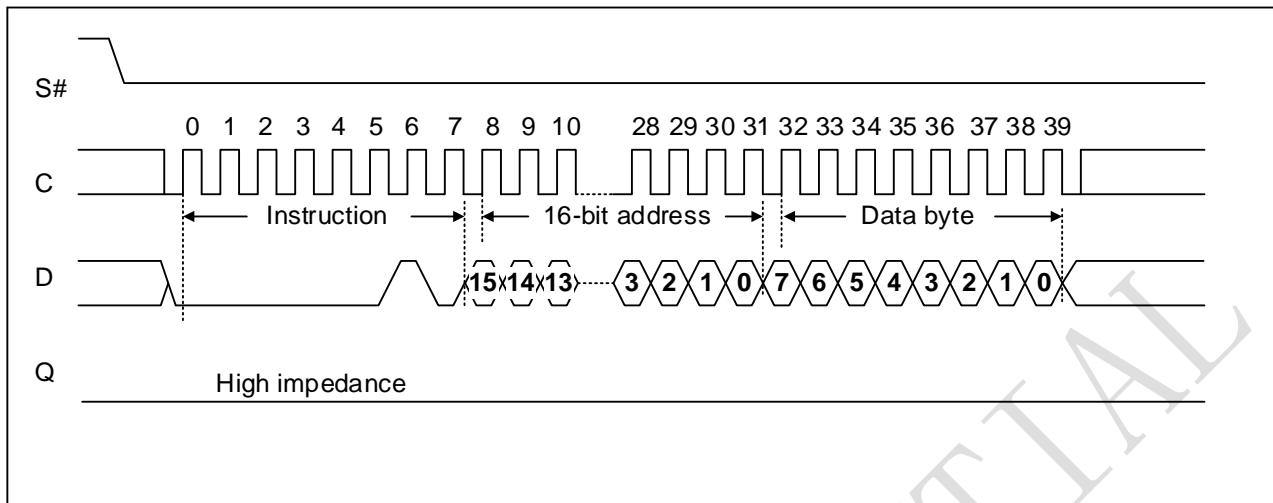 S#
0 1 2 3 4 5 6 7 8 9 10 28 29 30 31 32 33 34 35 36 37 38 39
C
Instruction 16-bit address Data byte
D
15 14 13 3 2 1 0 7 6 5 4 3 2 1 0
Q
High impedance
TIAL